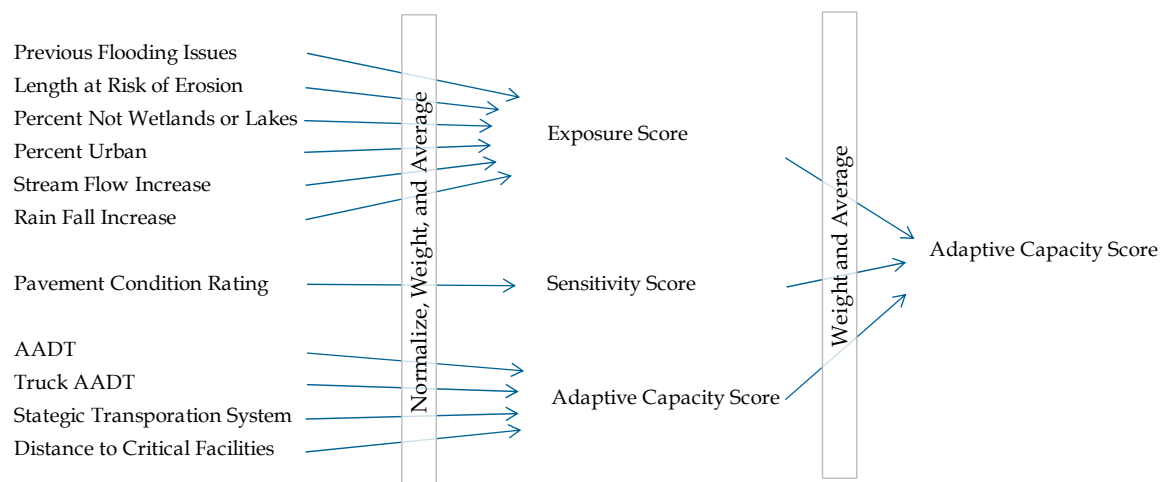 Previous Flooding Issues
Length at Risk of Erosion
Percent Not Wetlands or Lakes
Percent Urban
Stream Flow Increase
Rain Fall Increase
Pavement Condition Rating
AADT
Truck AADT
Stategic Transporation System
Distance to Critical Facilities
Normalize, Weight, and Average
Exposure Score
Sensitivity Score
Adaptive Capacity Score
Weight and Average
Adaptive Capacity Score